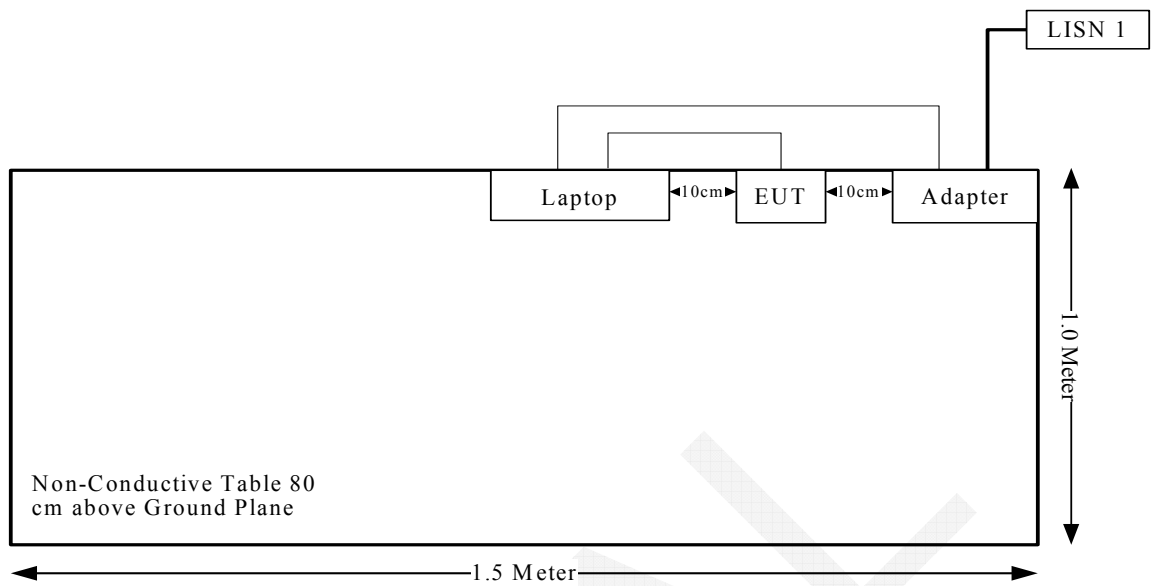 LISN 1
Laptop
10cm
EUT
10cm
Adapter
1.0 Meter
Non-Conductive Table 80
cm above Ground Plane
1.5 Meter